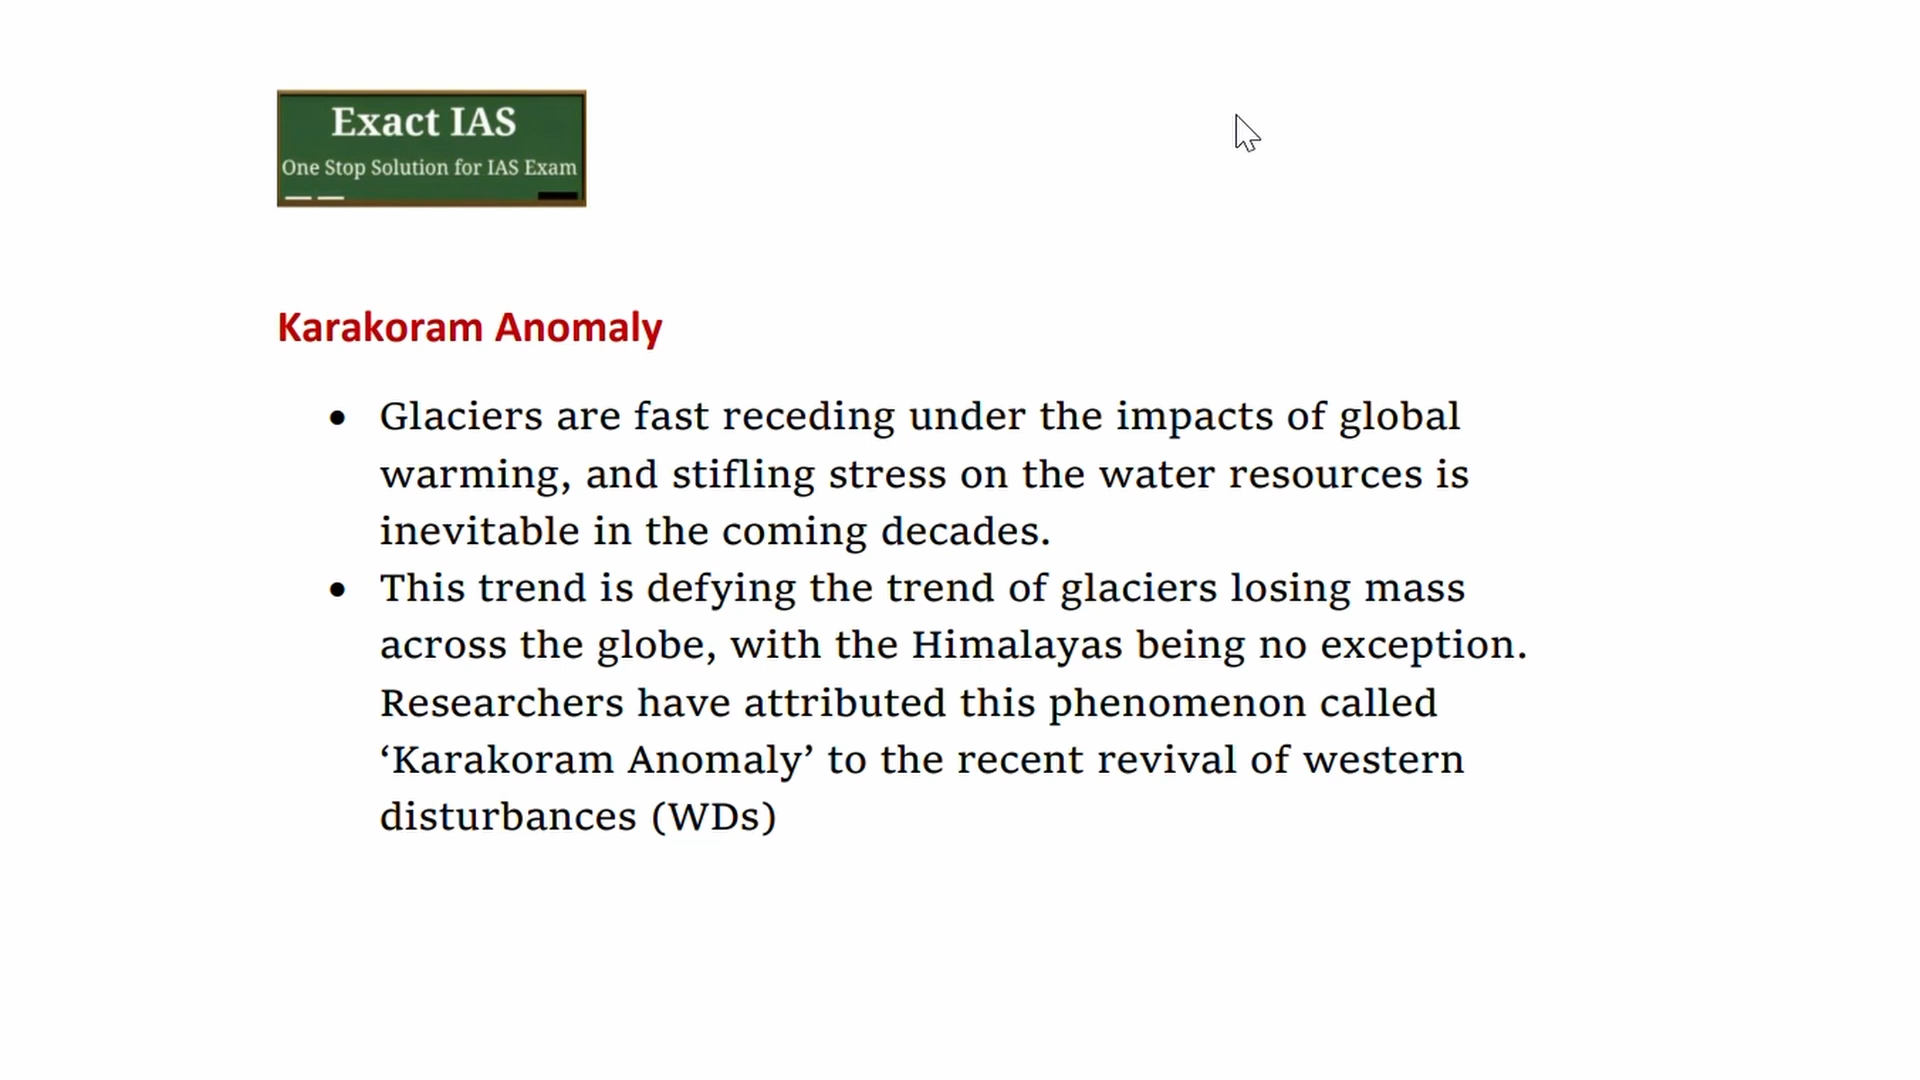 Exact IAS
One Stop Solution for IAS Exam
Karakoram Anomaly
• Glaciers are fast receding under the impacts of global
warming, and stifling stress on the water resources is
inevitable in the coming decades.
• This trend is defying the trend of glaciers losing mass
across the globe, with the Himalayas being no exception.
Researchers have attributed this phenomenon called
‘Karakoram Anomaly’ to the recent revival of western
disturbances (WDs)